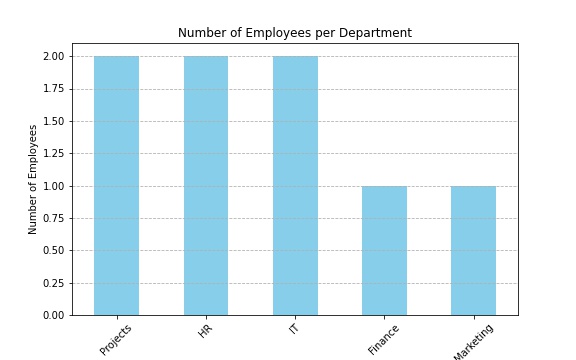 Number of Employees per Department
Number of Employees
2.00
1.75
1.50
1.25
1.00
0.75
0.50
0.25
0.00
Projects
HR
IT
Finance
Marketing